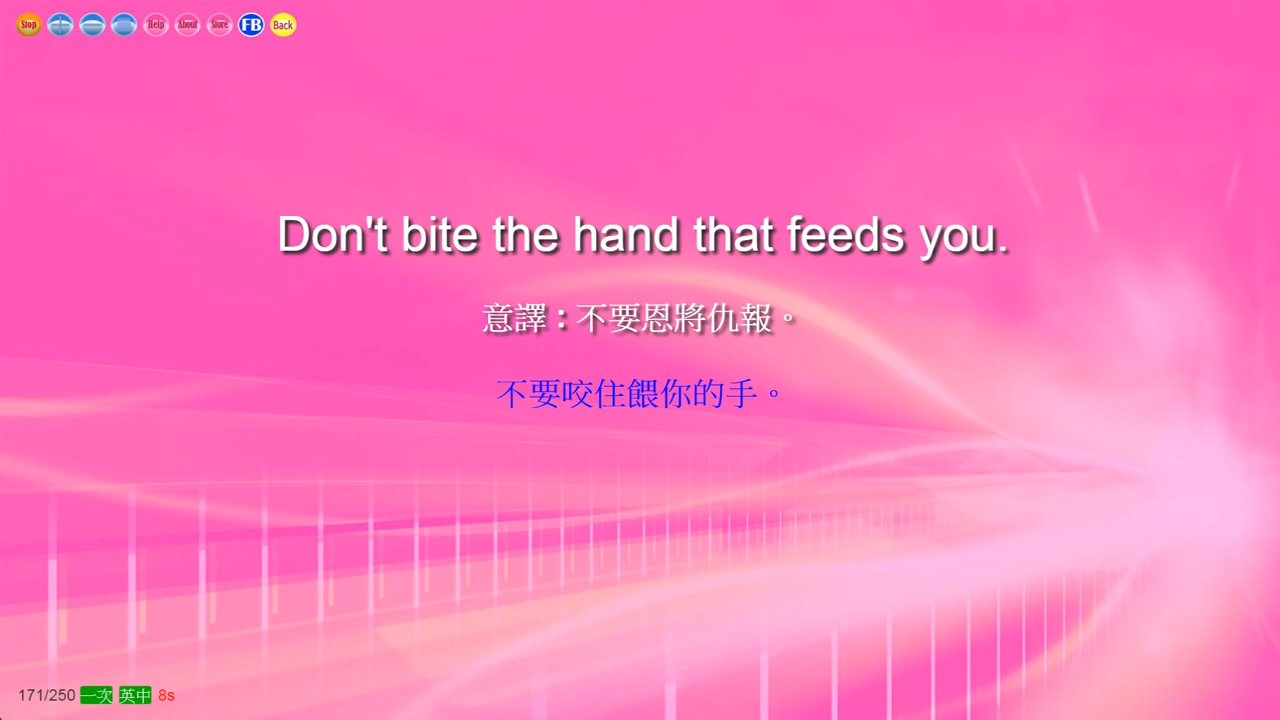 Stop Help About Store FB Back
Don't bite the hand that feeds you.
意譯：不要恩將仇報。
不要咬住餵你的手。
171/250 一次 英中 8s